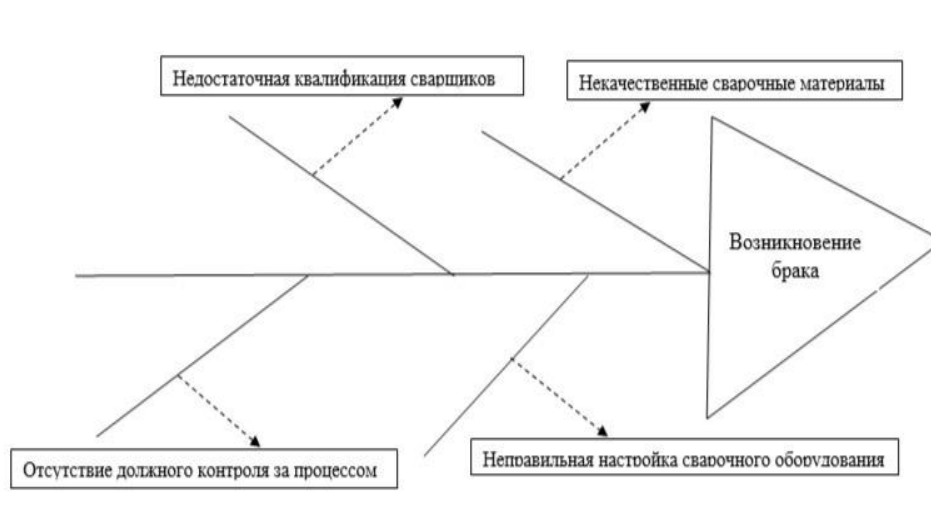 Недостаточная квалификация сварщиков
Некачественные сварочные материалы
Возникновение
брака
Отсутствие должного контроля за процессом
Неправильная настройка сварочного оборудования